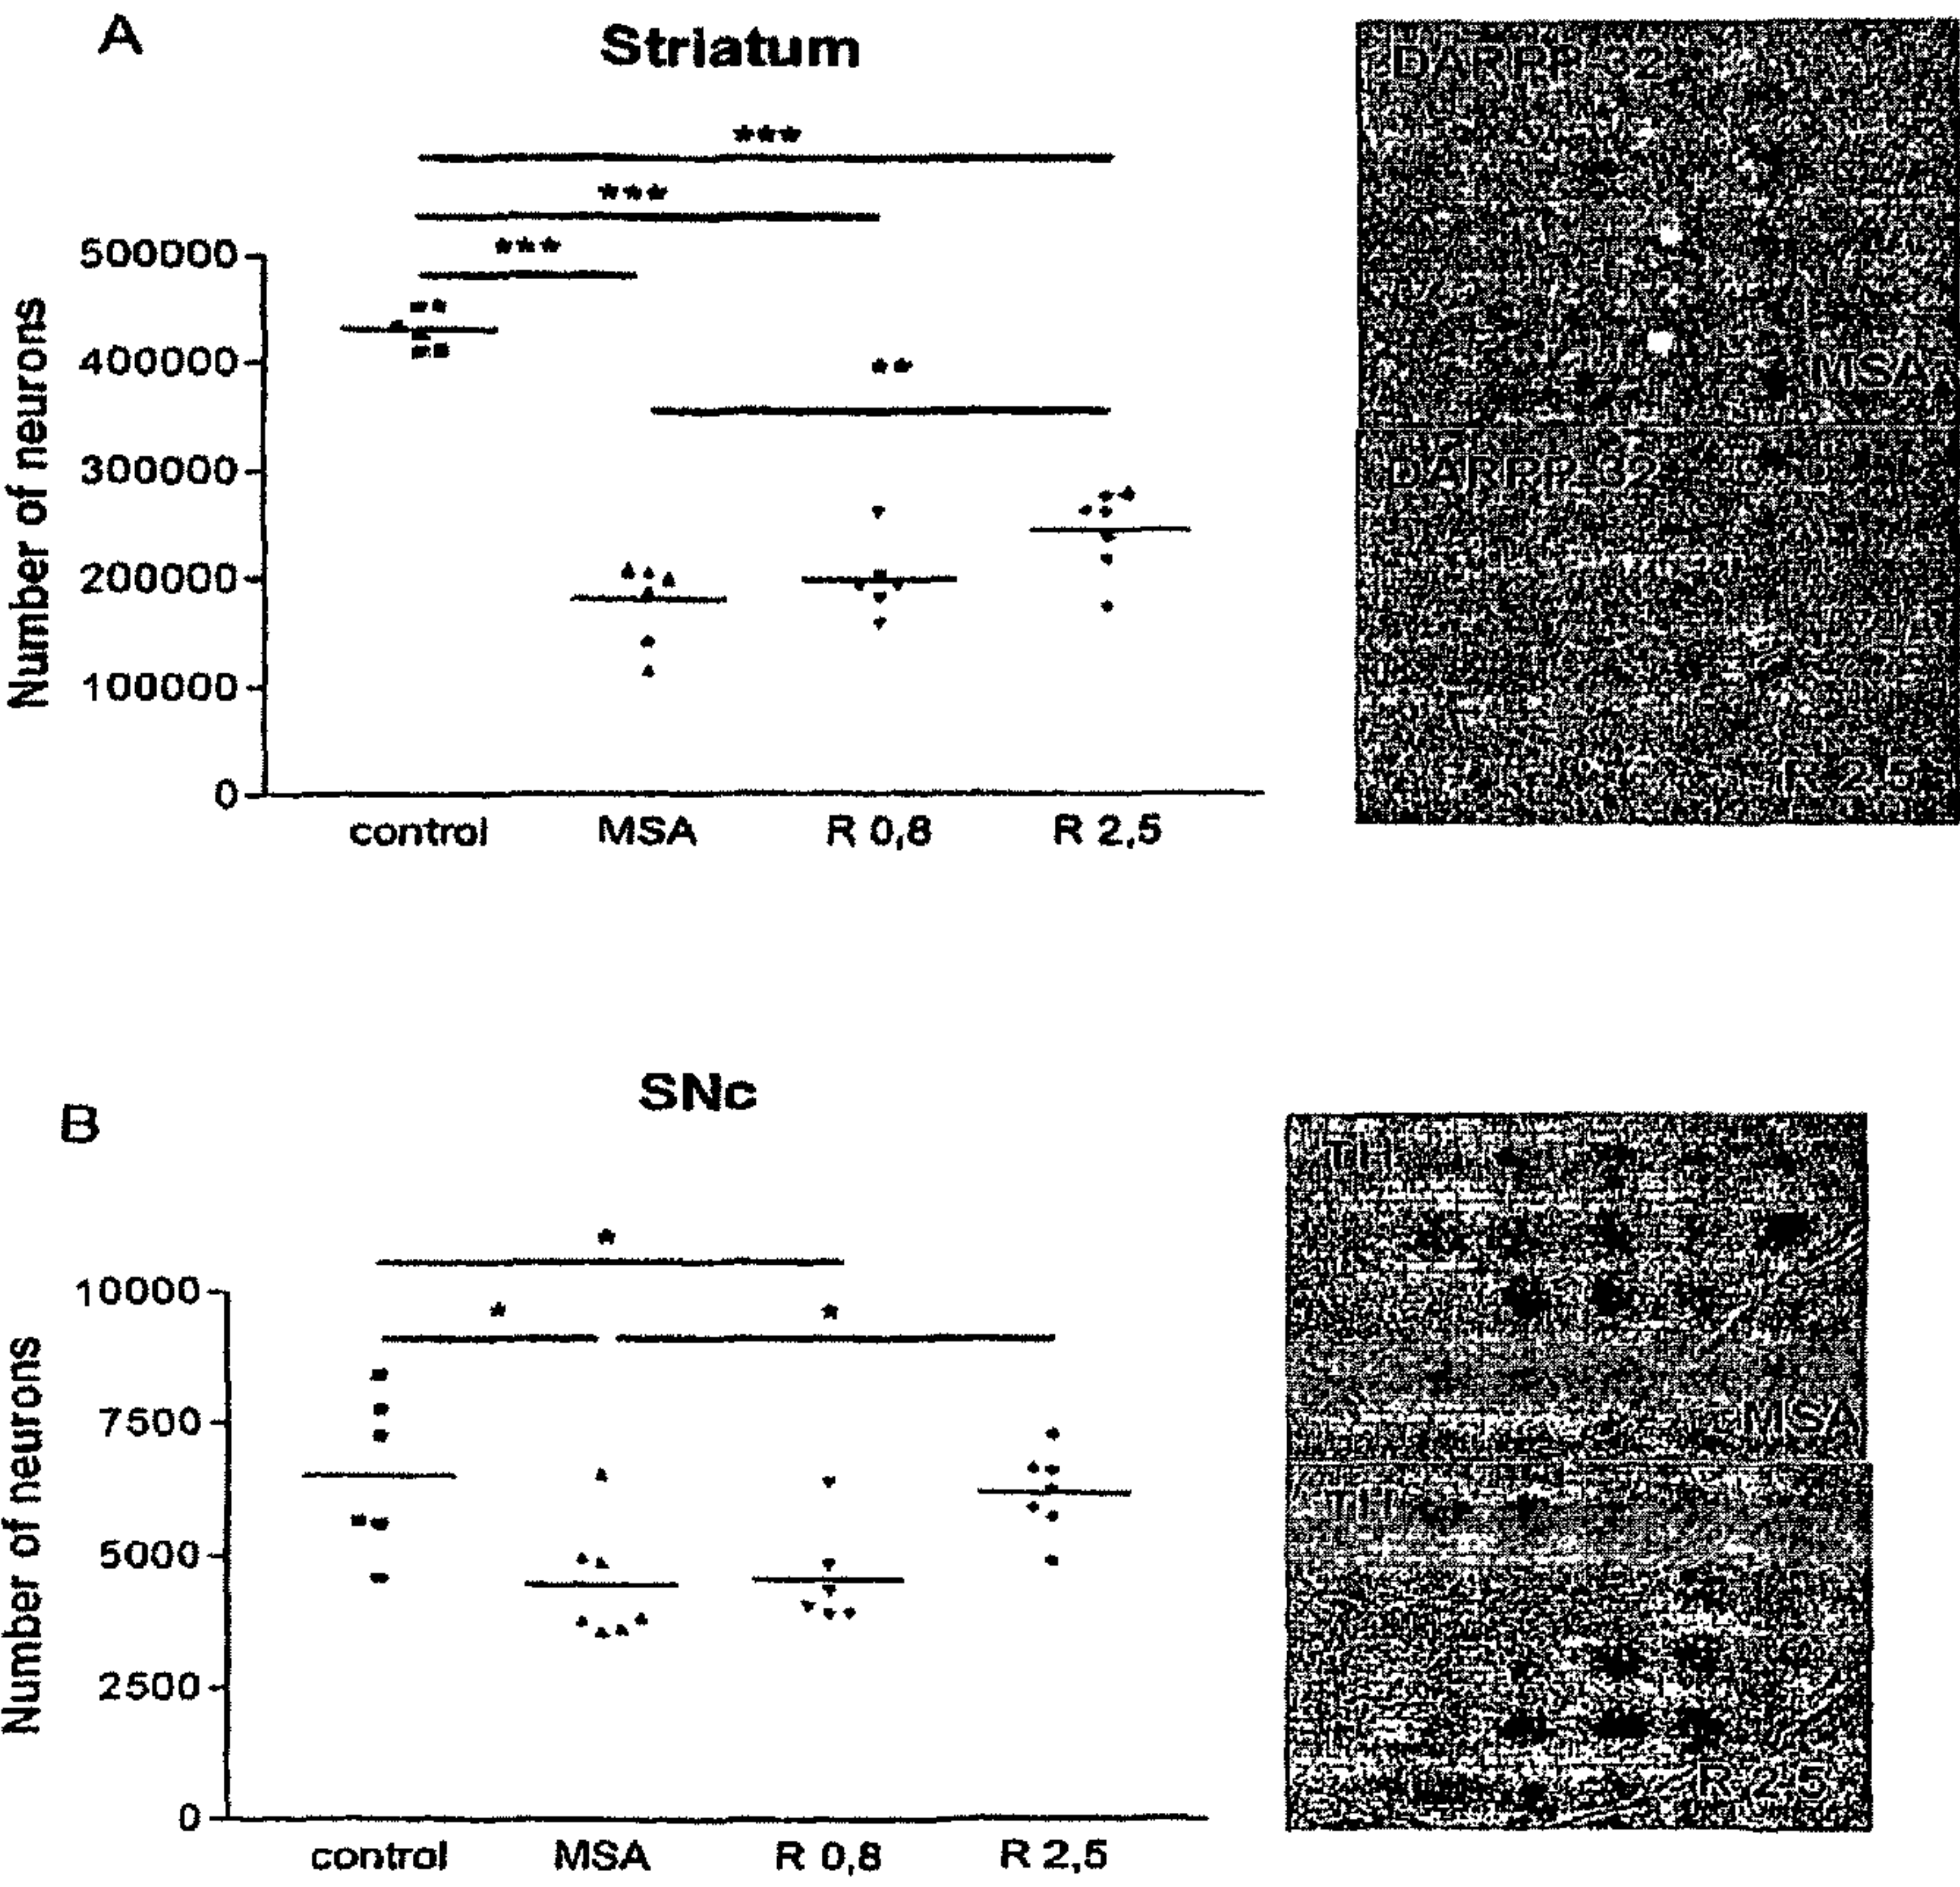 A
Striatum
DARPP 32
***
***
***
500000
400000
**
MSA
300000
DARPP 32
200000
100000
0
R 2,5
Number of neurons
control MSA R 0,8 R 2,5
SNc
B
TH
*
10000
* *
7500
MSA
TH
5000
2500
R 2,5
0
Number of neurons
control MSA R 0,8 R 2,5